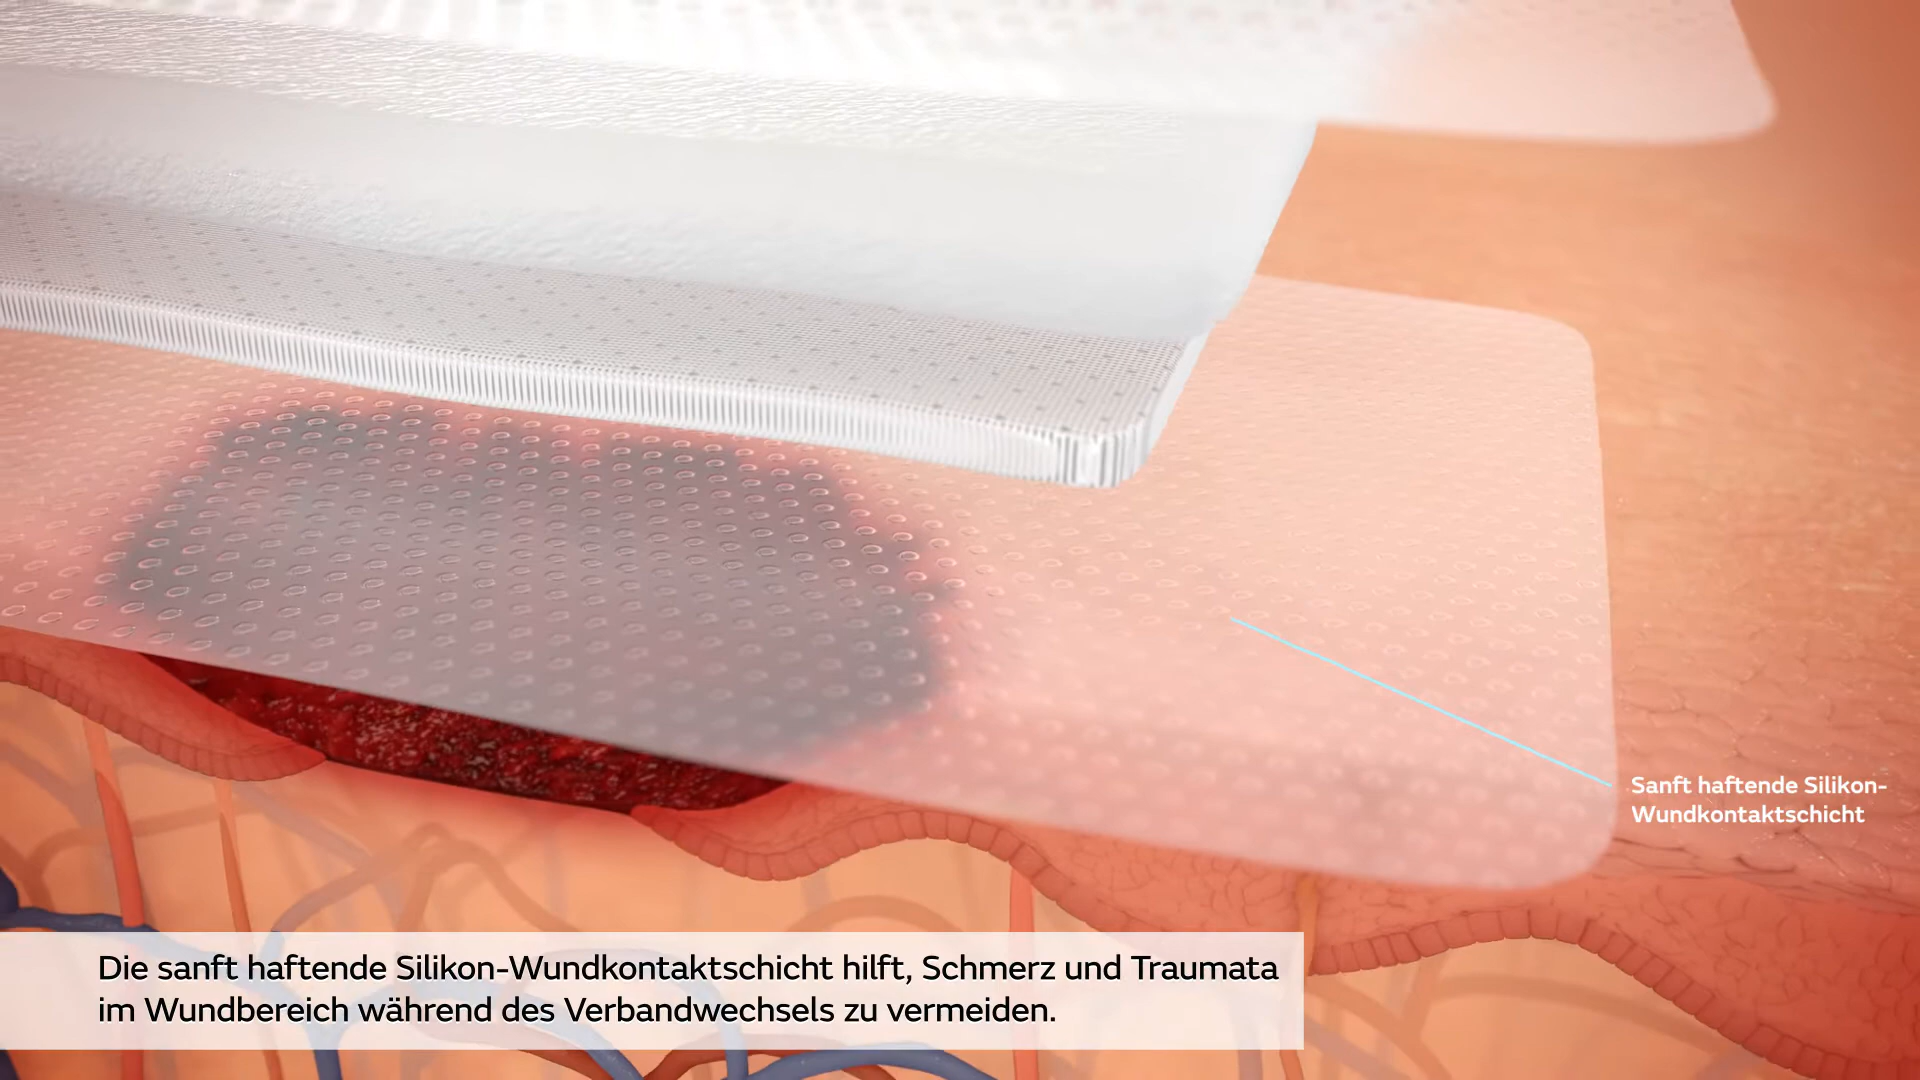 Sanft haftende Silikon-
Wundkontaktschicht
Die sanft haftende Silikon-Wundkontaktschicht hilft, Schmerz und Traumata
im Wundbereich während des Verbandwechsels zu vermeiden.